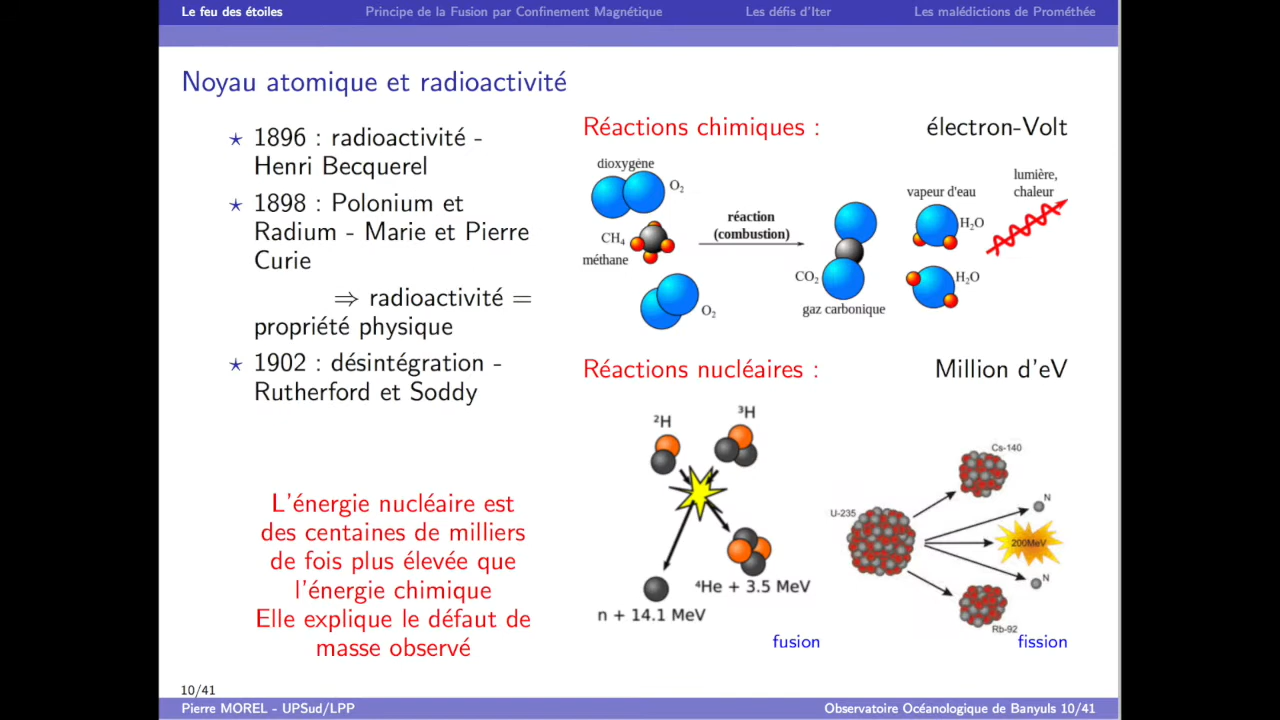 Le feu des étoiles
Principe de la Fusion par Confinement Magnétique
Les défis d'Iter
Les malédictions de Prométhée
Noyau atomique et radioactivité
⋆ 1896 : radioactivité -
Henri Becquerel
⋆ 1898 : Polonium et
Radium - Marie et Pierre
Curie
⇒ radioactivité =
propriété physique
⋆ 1902 : désintégration -
Rutherford et Soddy
L'énergie nucléaire est
des centaines de milliers
de fois plus élevée que
l'énergie chimique
Elle explique le défaut de
masse observé
Réactions chimiques :
électron-Volt
dioxygène
O₂
CH₄
méthane
O₂
réaction
(combustion)
CO₂
gaz carbonique
vapeur d'eau
H₂O
H₂O
lumière,
chaleur
Réactions nucléaires :
Million d'eV
²H
³H
⁴He + 3.5 MeV
n + 14.1 MeV
fusion
U-235
Cs-140
N
200MeV
N
Rb-92
fission
10/41
Pierre MOREL - UPSud/LPP
Observatoire Océanologique de Banyuls 10/41